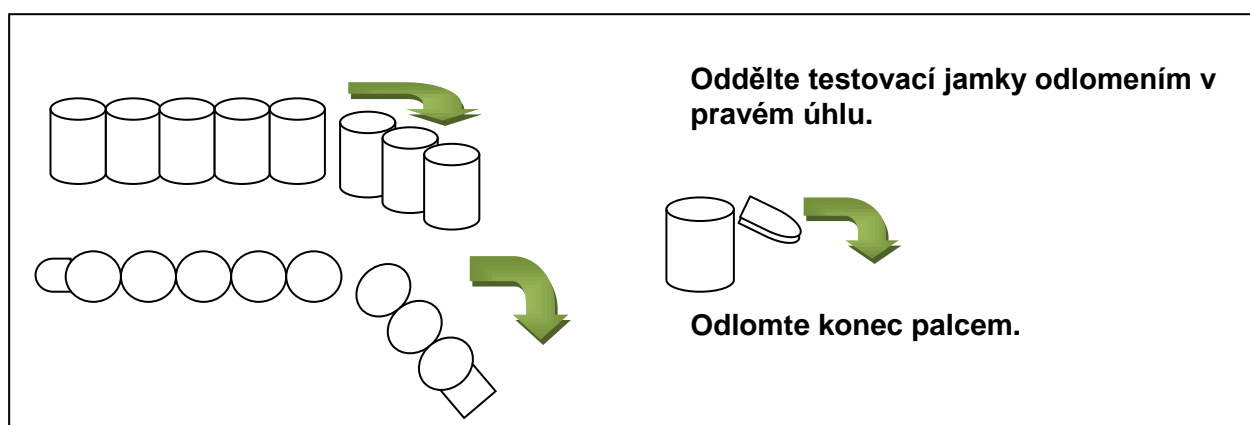 Oddělte testovací jamky odlomením v
pravém úhlu.
Odlomte konec palcem.